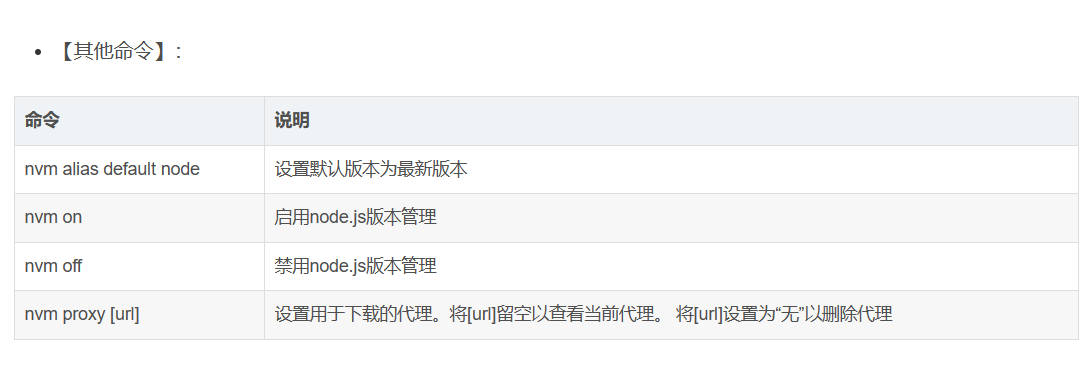 【其他命令】:
命令 说明
nvm alias default node 设置默认版本为最新版本
nvm on 启用node.js版本管理
nvm off 禁用node.js版本管理
nvm proxy [url] 设置用于下载的代理。将[url]留空以查看当前代理。 将[url]设置为“无”以删除代理